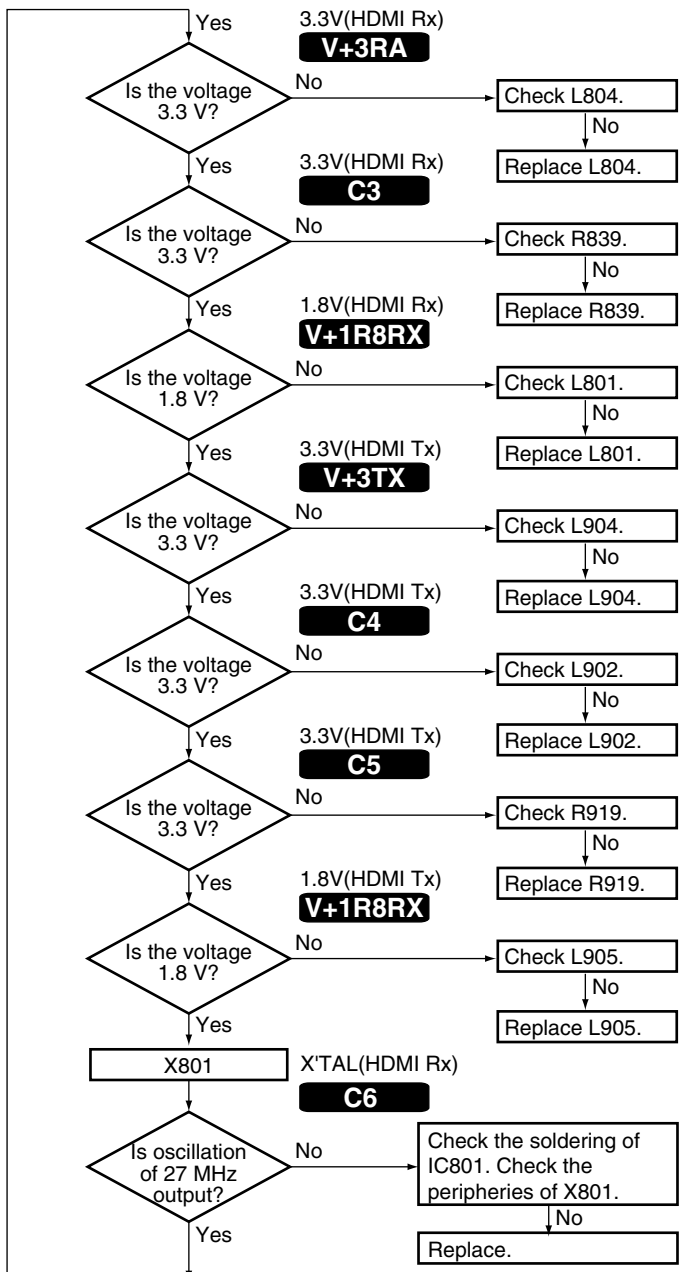 Yes
3.3V(HDMI Rx)
V+3RA
Is the voltage
3.3 V?
No
Check L804.
No
Replace L804.
Yes
3.3V(HDMI Rx)
C3
Is the voltage
3.3 V?
No
Check R839.
No
Replace R839.
Yes
1.8V(HDMI Rx)
V+1R8RX
Is the voltage
1.8 V?
No
Check L801.
No
Replace L801.
Yes
3.3V(HDMI Tx)
V+3TX
Is the voltage
3.3 V?
No
Check L904.
No
Replace L904.
Yes
3.3V(HDMI Tx)
C4
Is the voltage
3.3 V?
No
Check L902.
No
Replace L902.
Yes
3.3V(HDMI Tx)
C5
Is the voltage
3.3 V?
No
Check R919.
No
Replace R919.
Yes
1.8V(HDMI Tx)
V+1R8RX
Is the voltage
1.8 V?
No
Check L905.
No
Replace L905.
Yes
X801
X'TAL(HDMI Rx)
C6
Is oscillation
of 27 MHz
output?
No
Check the soldering of
IC801. Check the
peripheries of X801.
No
Replace.
Yes